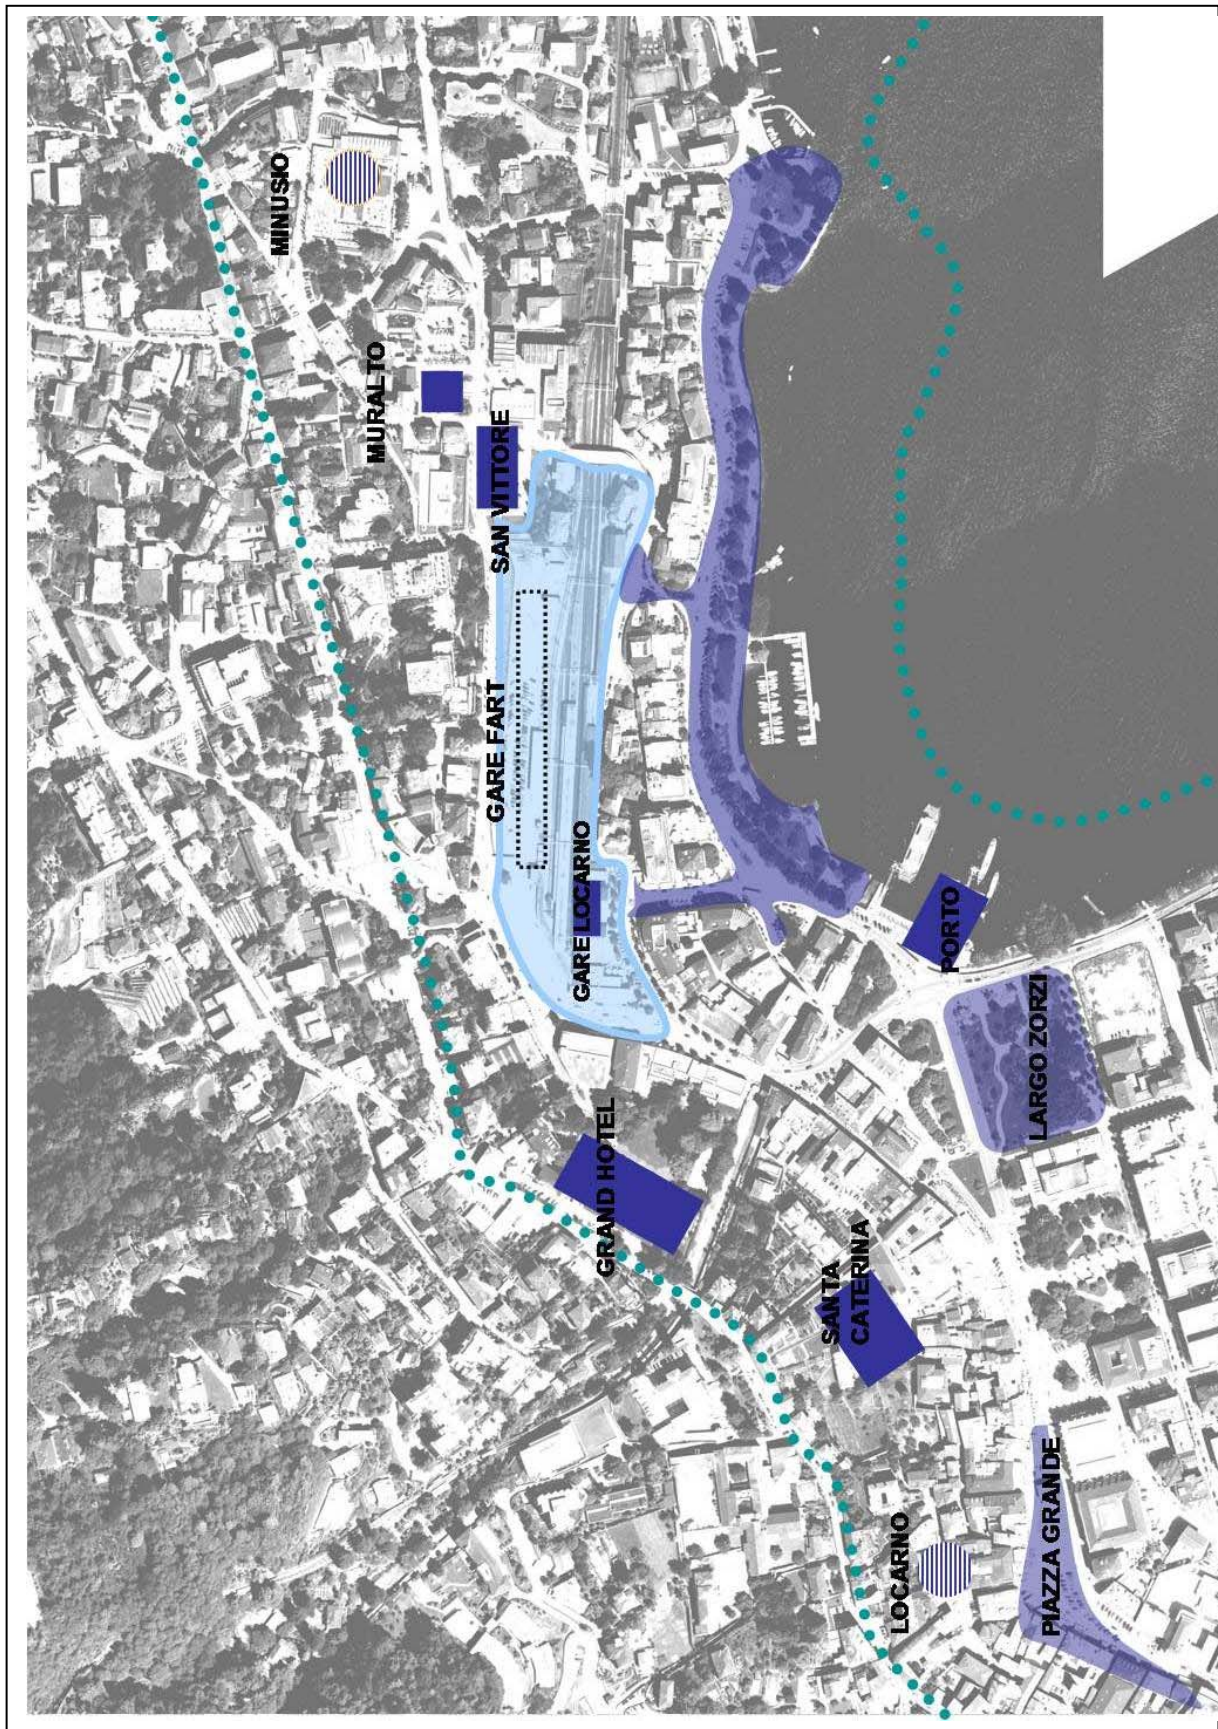 MINUSIO
MURALTO
SAN VITTORE
GARE FART
GARE LOCARNO
PORTO
LARGO ZORZI
GRAND HOTEL
SANTA
CATERINA
LOCARNO
PIAZZA GRANDE